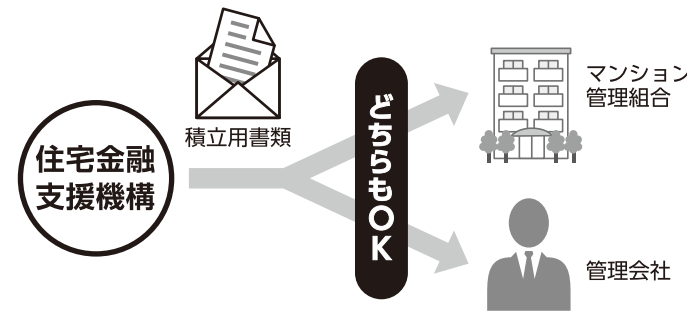 住宅金融
支援機構
積立用書類
どちらもOK
マンション
管理組合
管理会社